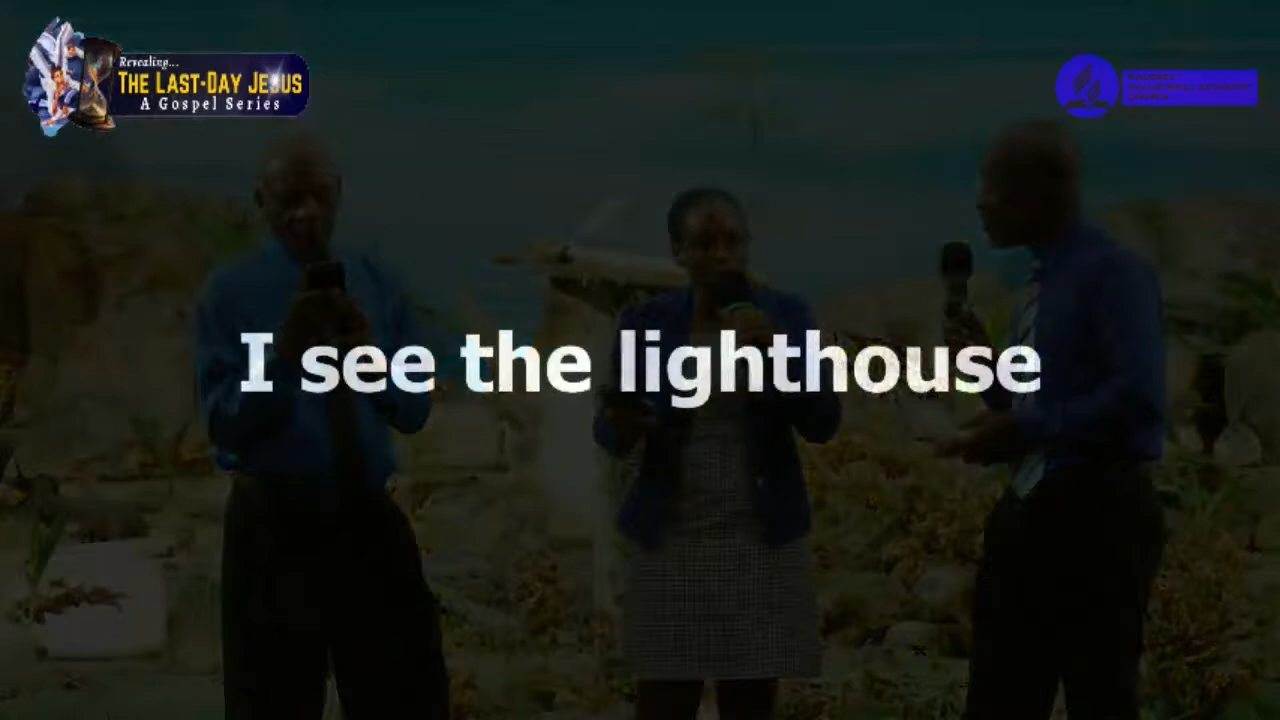 Revealing...
THE LAST-DAY JESUS
A Gospel Series
I see the lighthouse